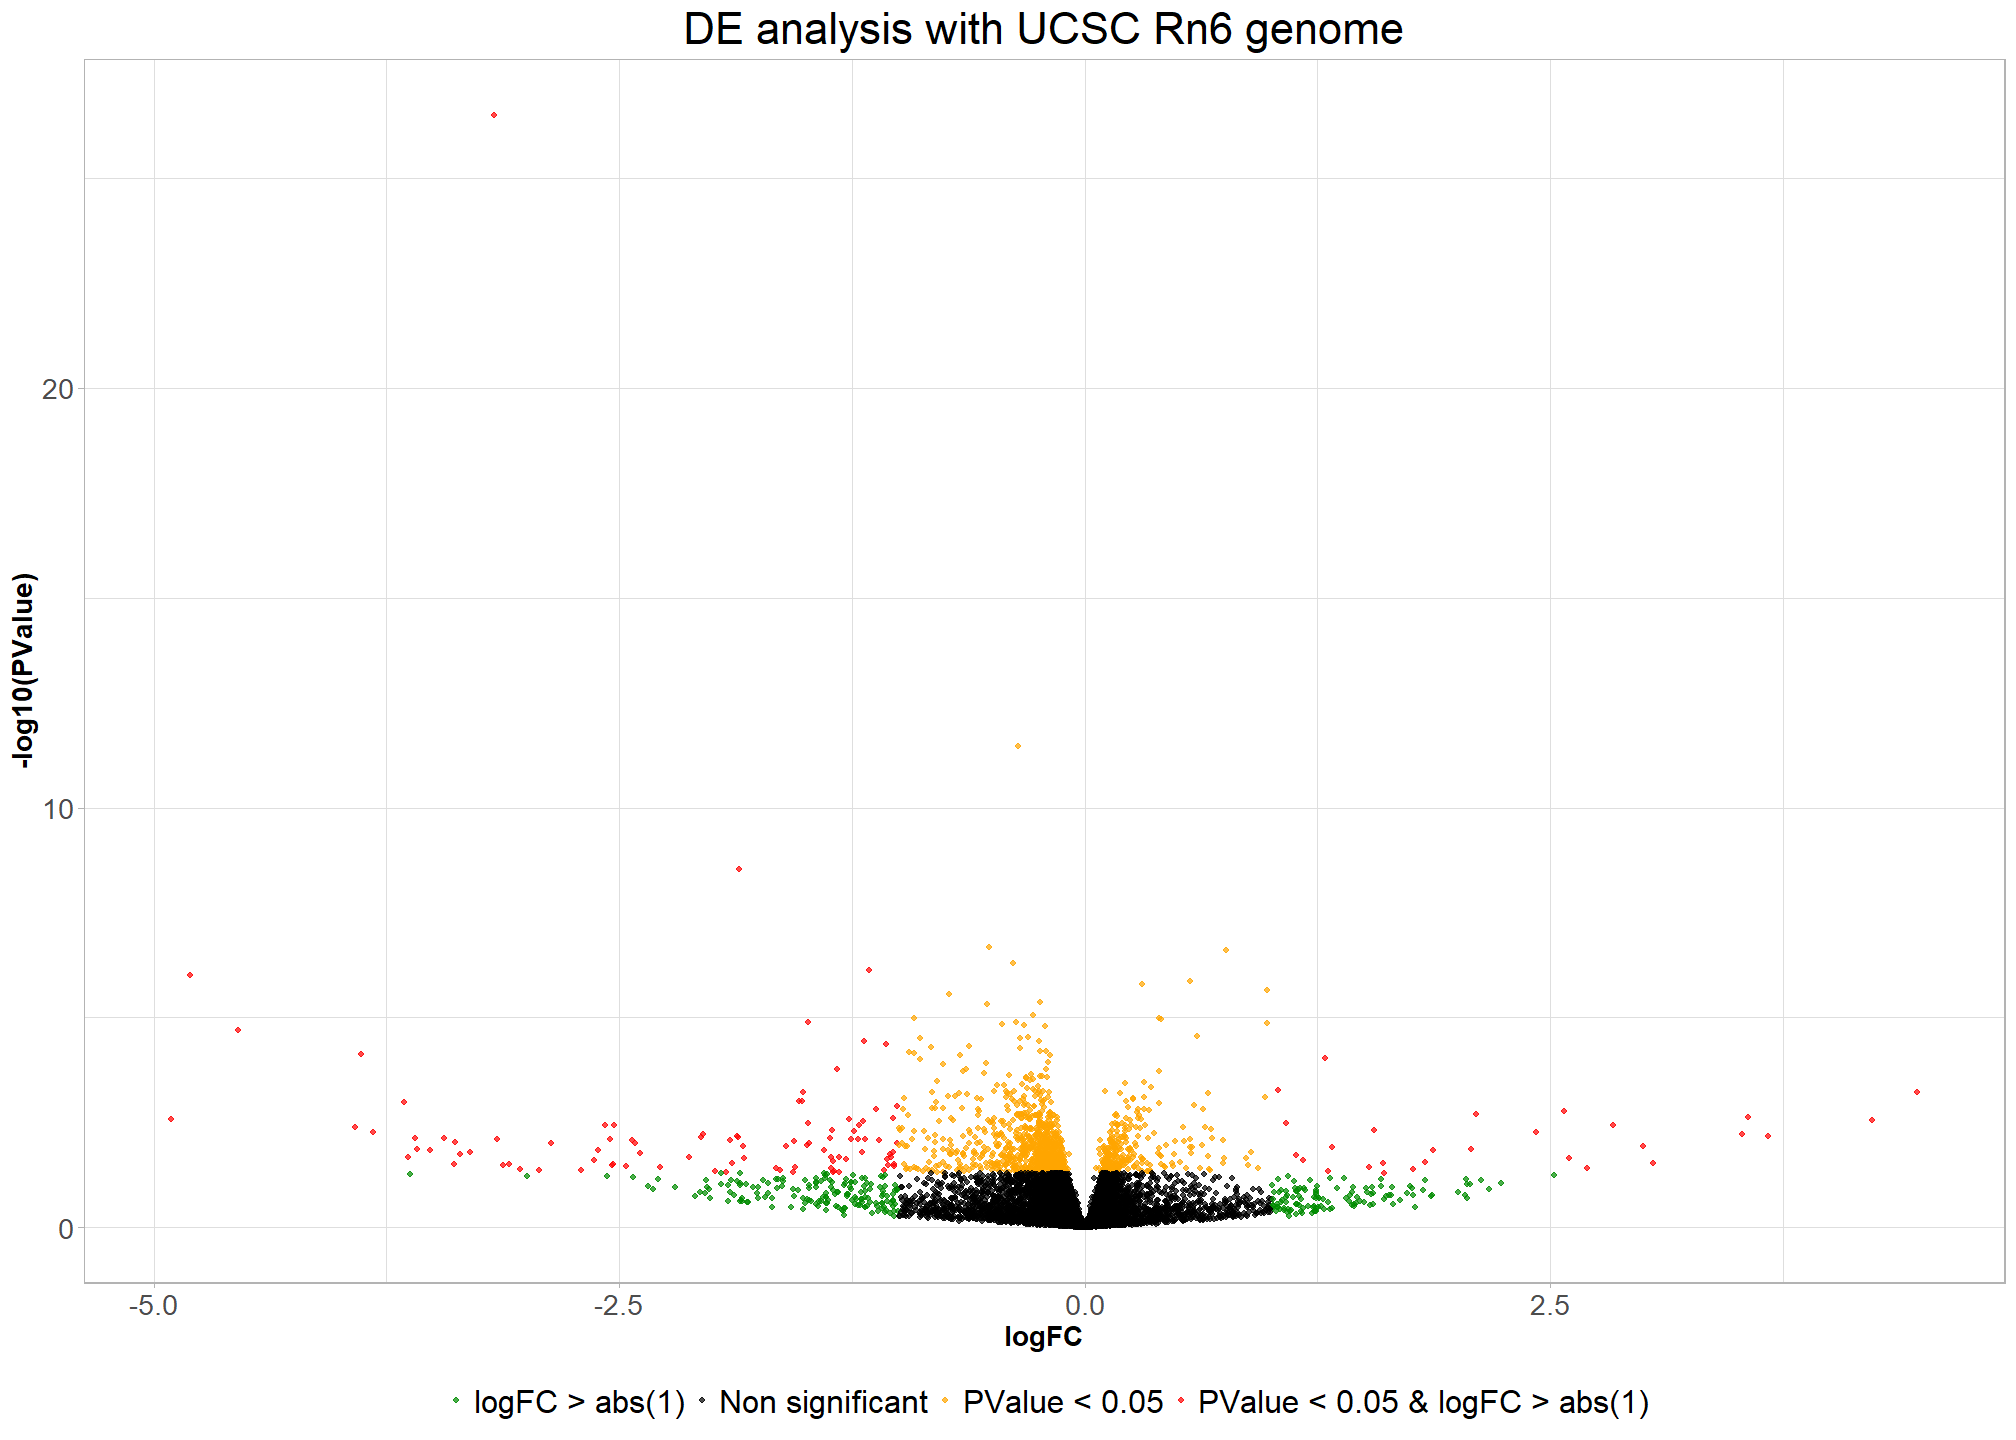 DE analysis with UCSC Rn6 genome
-log10(PValue)
20
10
0
-5.0 -2.5 0.0 2.5
logFC
logFC > abs(1) Non significant PValue < 0.05 PValue < 0.05 & logFC > abs(1)